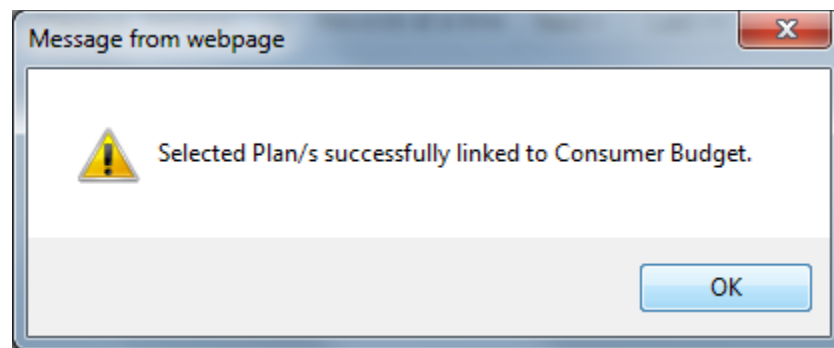 Message from webpage
Selected Plan/s successfully linked to Consumer Budget.
OK